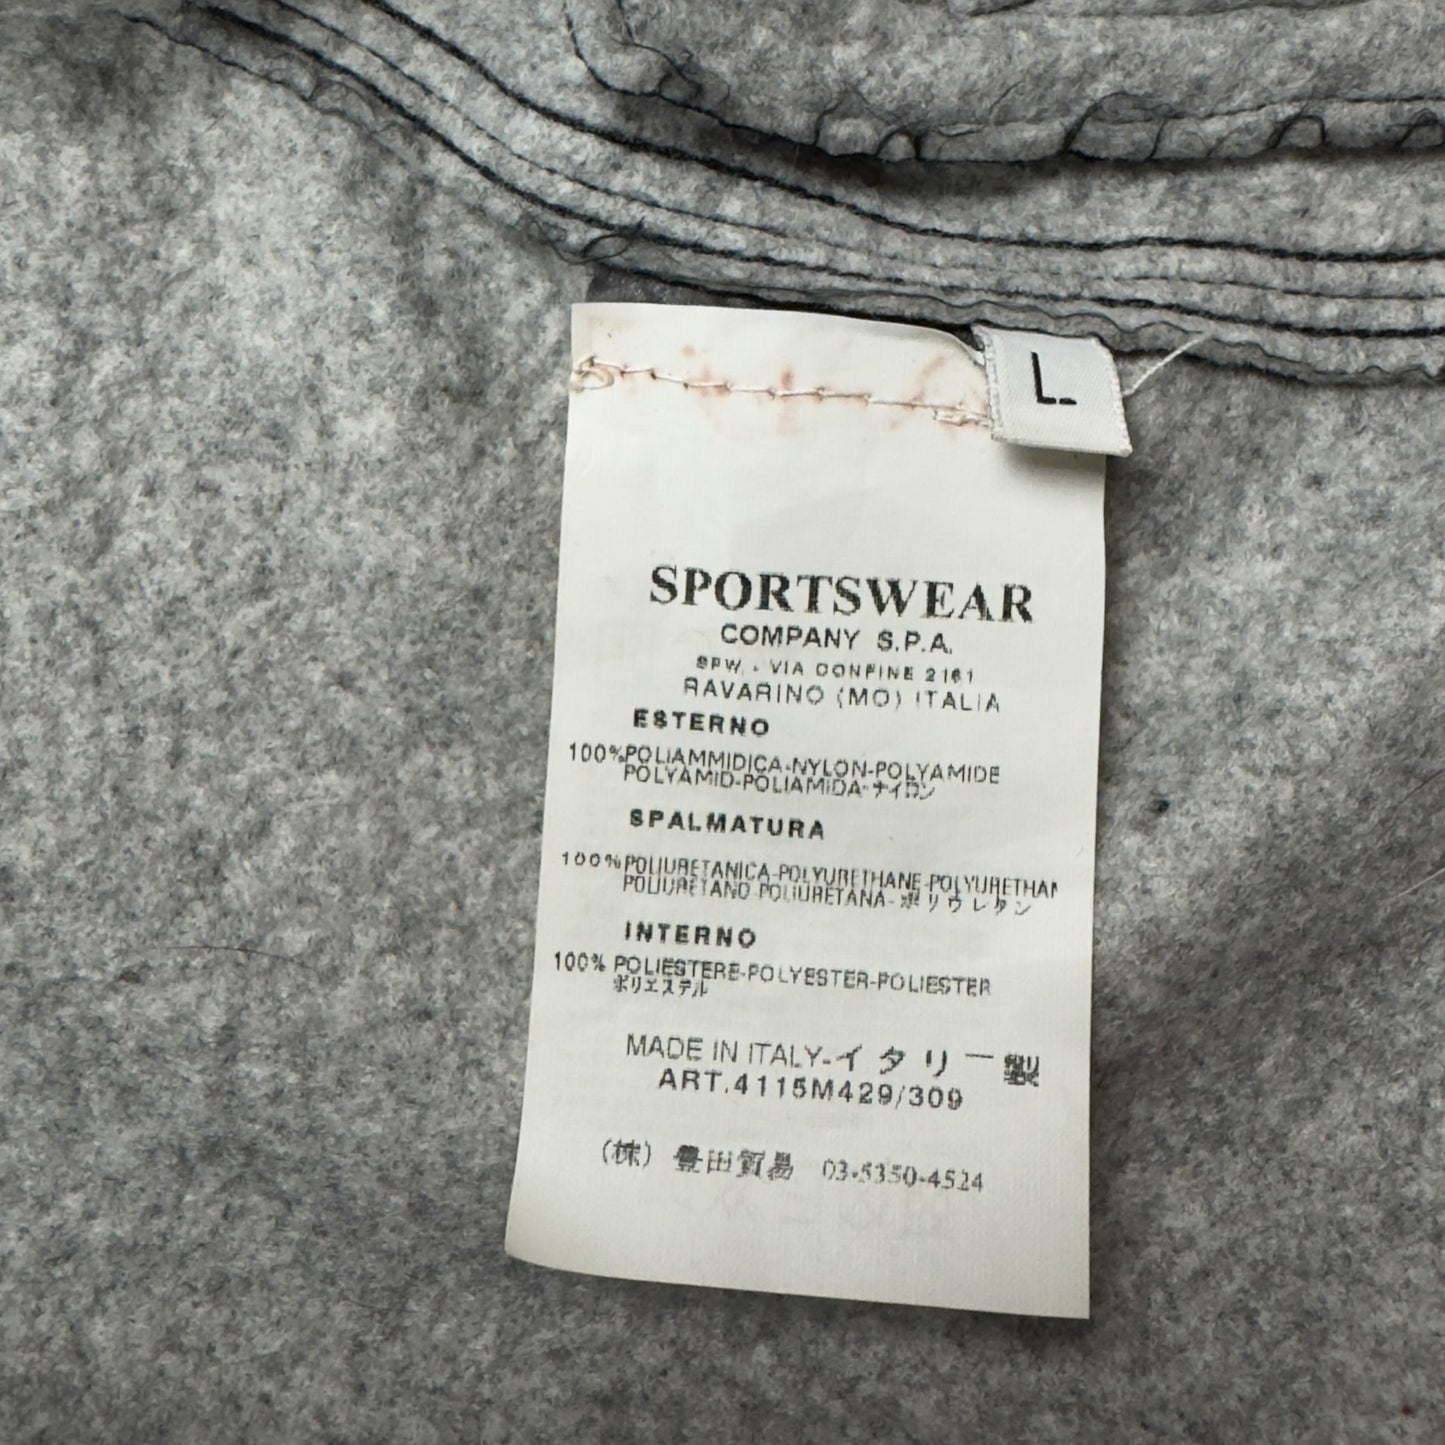 L
SPORTSWEAR
COMPANY S.P.A.
SPW. - VIA CONFINE 2161
RAVARINO (MO) ITALIA
ESTERNO
100%POLIAMMIDICA-NYLON-POLYAMIDE
POLYAMID-POLIAMIDA-ナイロン
SPALMATURA
100%POLIURETANICA-POLYURETHANE-POLYURETHAN
POLIURETANO-POLIURETANA-ポリウレタン
INTERNO
100% POLIESTERE-POLYESTER-POLIESTER
ポリエステル
MADE IN ITALY-イタリー製
ART.4115M429/309
(株) 豊田貿易 03-5350-4524